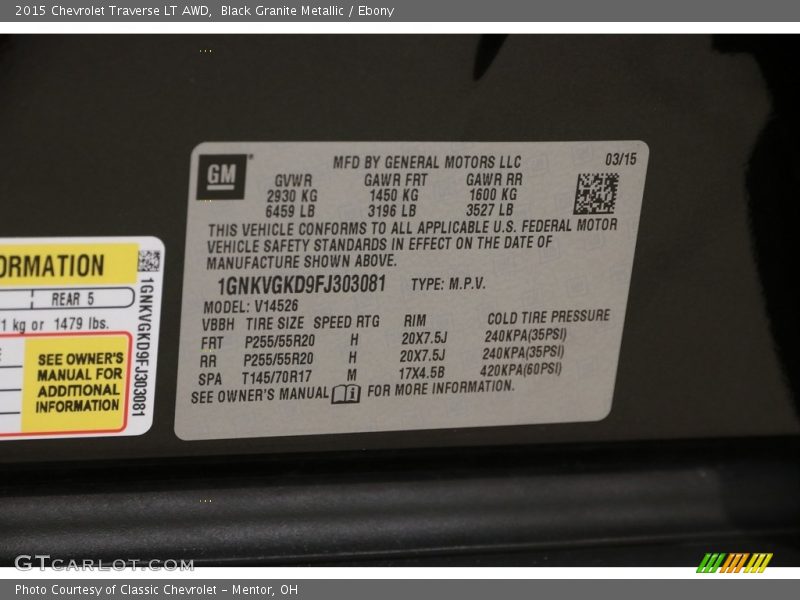 2015 Chevrolet Traverse LT AWD, Black Granite Metallic / Ebony
GM
MFD BY GENERAL MOTORS LLC 03/15
GVWR GAWR FRT GAWR RR
2930 KG 1450 KG 1600 KG
6459 LB 3196 LB 3527 LB
THIS VEHICLE CONFORMS TO ALL APPLICABLE U.S. FEDERAL MOTOR
VEHICLE SAFETY STANDARDS IN EFFECT ON THE DATE OF
MANUFACTURE SHOWN ABOVE.
1GNKVGKD9FJ303081 TYPE: M.P.V.
MODEL: V14526
VBBH TIRE SIZE SPEED RTG RIM COLD TIRE PRESSURE
FRT P255/55R20 H 20X7.5J 240KPA(35PSI)
RR P255/55R20 H 20X7.5J 240KPA(35PSI)
SPA T145/70R17 M 17X4.5B 420KPA(60PSI)
SEE OWNER'S MANUAL FOR MORE INFORMATION.
ORMATION
REAR 5
1 kg or 1479 lbs.
SEE OWNER'S
MANUAL FOR
ADDITIONAL
INFORMATION
1GNKVGKD9FJ303081
GTCARLOT.COM
Photo Courtesy of Classic Chevrolet - Mentor, OH